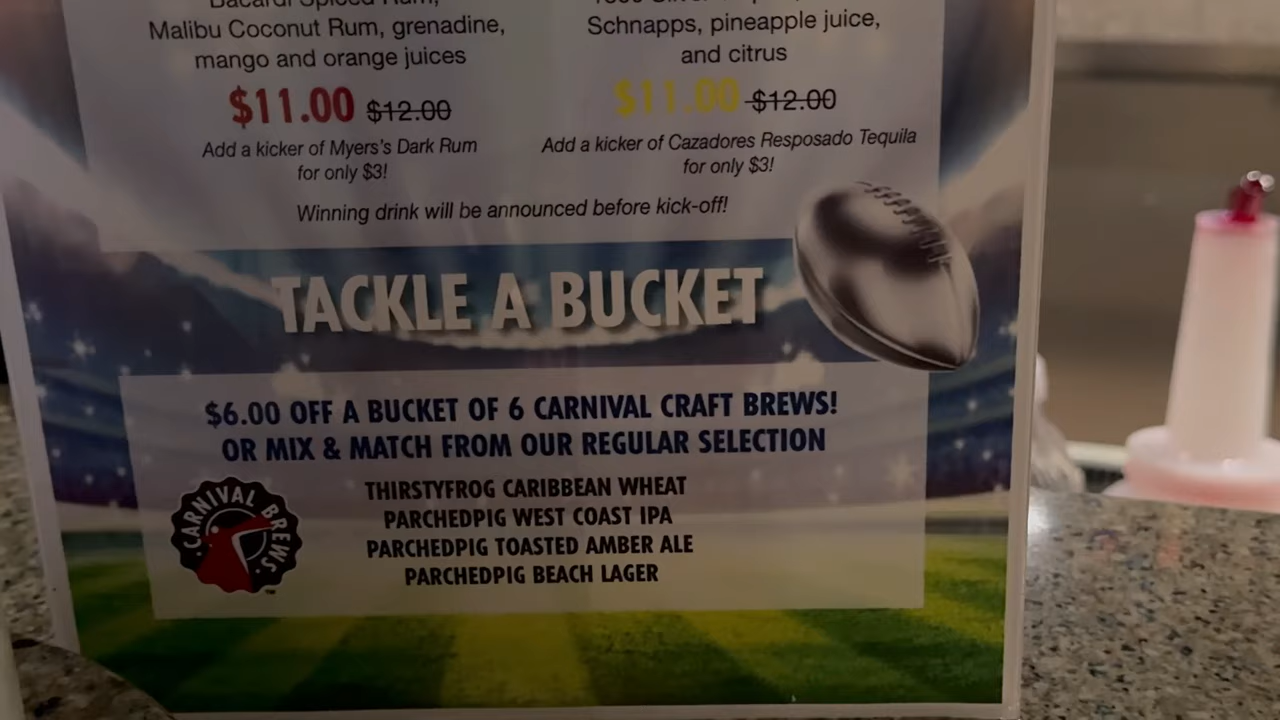 Bacardi Spiced Rum,
Malibu Coconut Rum, grenadine,
mango and orange juices
$11.00 $12.00
Add a kicker of Myers's Dark Rum
for only $3!
Schnapps, pineapple juice,
and citrus
$11.00 $12.00
Add a kicker of Cazadores Resposado Tequila
for only $3!
Winning drink will be announced before kick-off!
TACKLE A BUCKET
$6.00 OFF A BUCKET OF 6 CARNIVAL CRAFT BREWS!
OR MIX & MATCH FROM OUR REGULAR SELECTION
CARNIVAL BREWS
THIRSTYFROG CARIBBEAN WHEAT
PARCHEDPIG WEST COAST IPA
PARCHEDPIG TOASTED AMBER ALE
PARCHEDPIG BEACH LAGER